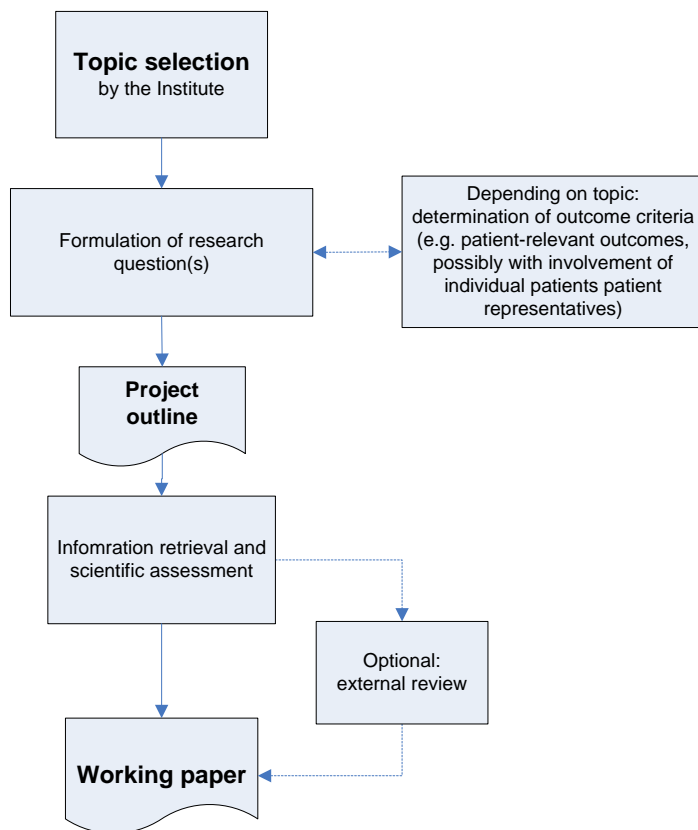 Topic selection
by the Institute
Formulation of research
question(s)
Depending on topic:
determination of outcome criteria
(e.g. patient-relevant outcomes,
possibly with involvement of
individual patients patient
representatives)
Project
outline
Infomration retrieval and
scientific assessment
Optional:
external review
Working paper